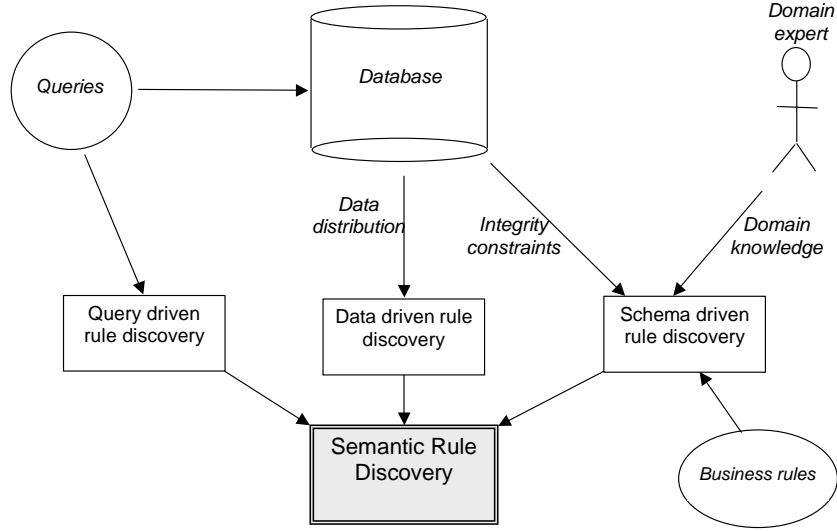 Domain
expert
Queries
Database
Data
distribution
Integrity
constraints
Domain
knowledge
Query driven
rule discovery
Data driven rule
discovery
Schema driven
rule discovery
Semantic Rule
Discovery
Business rules